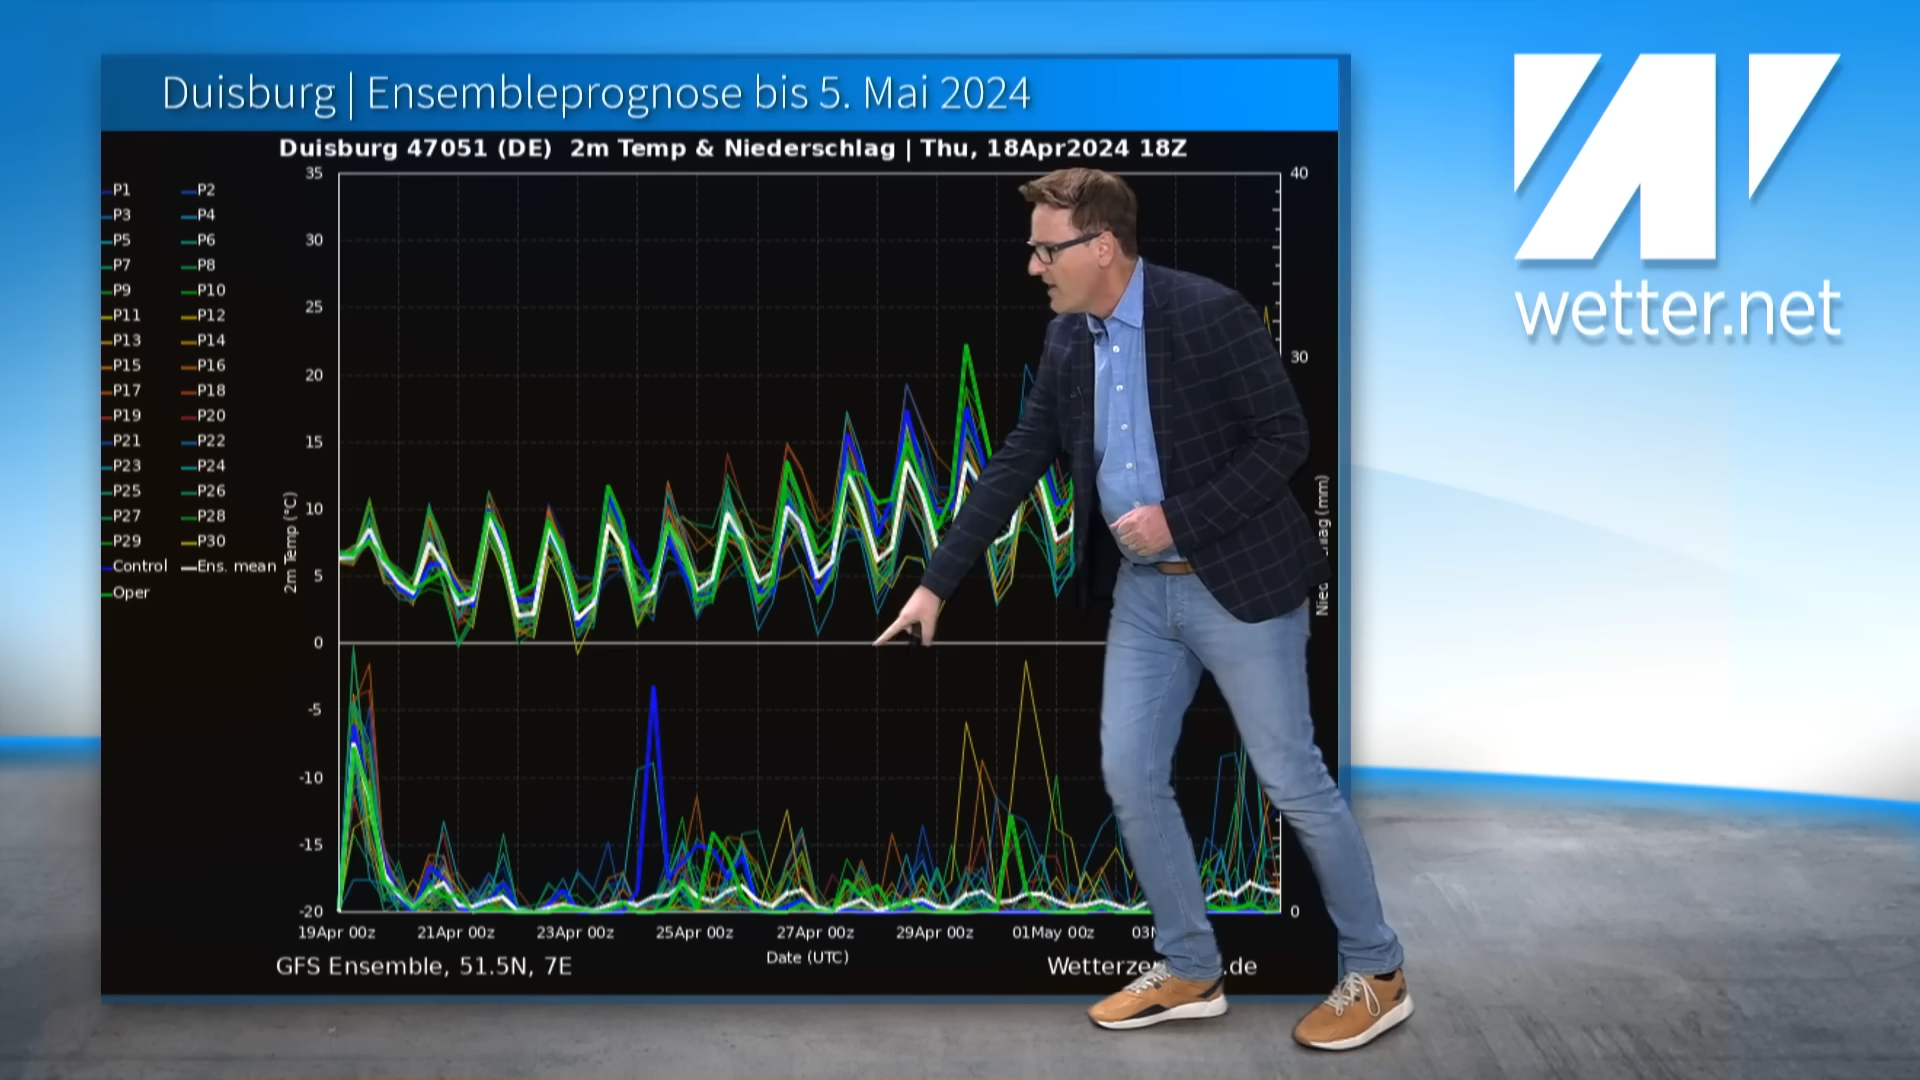 Duisburg | Ensembleprognose bis 5. Mai 2024
wetter.net
Duisburg 47051 (DE) 2m Temp & Niederschlag | Thu, 18Apr2024 18Z
P1 P2
P3 P4
P5 P6
P7 P8
P9 P10
P11 P12
P13 P14
P15 P16
P17 P18
P19 P20
P21 P22
P23 P24
P25 P26
P27 P28
P29 P30
Control Ens. mean
Oper
2m Temp (°C)
35
30
25
20
15
10
5
0
-5
-10
-15
-20
40
30
0
(mm)
19Apr 00z 21Apr 00z 23Apr 00z 25Apr 00z 27Apr 00z 29Apr 00z 01May 00z
Date (UTC)
GFS Ensemble, 51.5N, 7E
.de